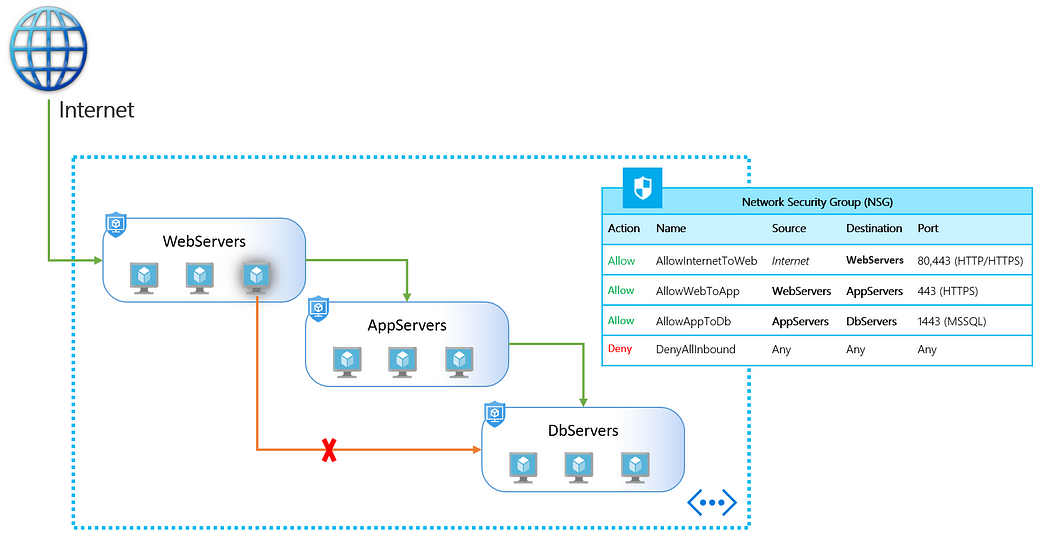 Internet
WebServers
AppServers
DbServers
Network Security Group (NSG)
Action Name Source Destination Port
Allow AllowInternetToWeb Internet WebServers 80,443 (HTTP/HTTPS)
Allow AllowWebToApp WebServers AppServers 443 (HTTPS)
Allow AllowAppToDb AppServers DbServers 1443 (MSSQL)
Deny DenyAllInbound Any Any Any